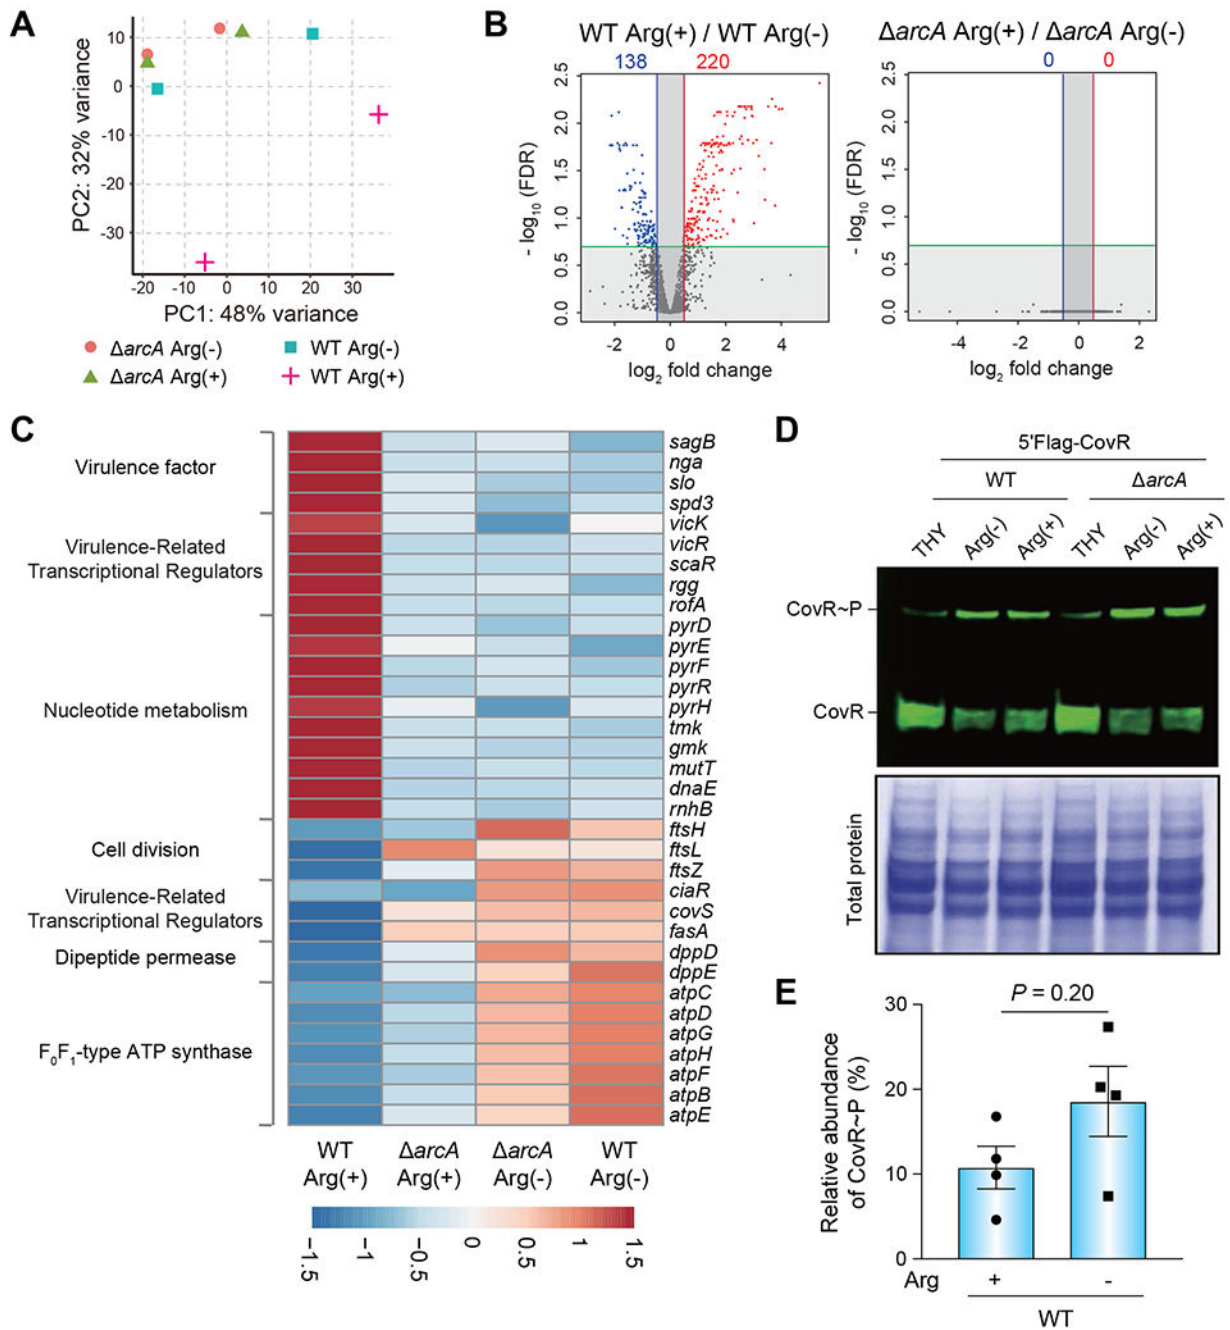 A
PC2: 32% variance
10
0
-10
-20
-30
-20 -10 0 10 20 30
PC1: 48% variance
ΔarcA Arg(-)
WT Arg(-)
ΔarcA Arg(+)
WT Arg(+)
B
WT Arg(+) / WT Arg(-)
138 220
- log10 (FDR)
2.5
2.0
1.5
1.0
0.5
0.0
-2 0 2 4
log2 fold change
ΔarcA Arg(+) / ΔarcA Arg(-)
0 0
- log10 (FDR)
2.5
2.0
1.5
1.0
0.5
0.0
-4 -2 0 2
log2 fold change
C
Virulence factor
Virulence-Related
Transcriptional Regulators
Nucleotide metabolism
Cell division
Virulence-Related
Transcriptional Regulators
Dipeptide permease
F0F1-type ATP synthase
sagB
nga
slo
spd3
vicK
vicR
scaR
rgg
rofA
pyrD
pyrE
pyrF
pyrR
pyrH
tmk
gmk
mutT
dnaE
rnhB
ftsH
ftsL
ftsZ
ciaR
covS
fasA
dppD
dppE
atpC
atpD
atpG
atpH
atpF
atpB
atpE
WT ΔarcA ΔarcA WT
Arg(+) Arg(+) Arg(-) Arg(-)
-1.5 -1 -0.5 0 0.5 1 1.5
D
5'Flag-CovR
WT ΔarcA
THY Arg(-) Arg(+) THY Arg(-) Arg(+)
CovR~P
CovR
Total protein
E
P = 0.20
Relative abundance
of CovR~P (%)
30
20
10
0
Arg + -
WT